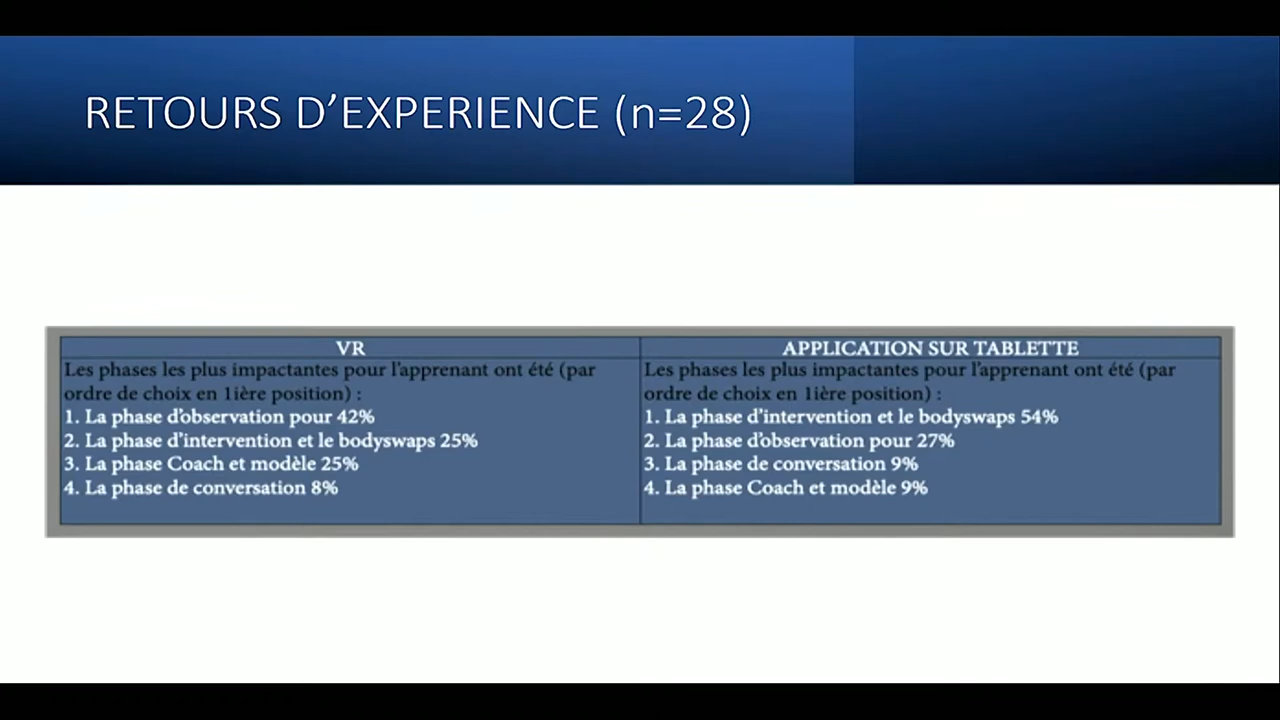 RETOURS D'EXPERIENCE (n=28)
VR
Les phases les plus impactantes pour l'apprenant ont été (par
ordre de choix en 1ière position) :
1. La phase d'observation pour 42%
2. La phase d'intervention et le bodyswaps 25%
3. La phase Coach et modèle 25%
4. La phase de conversation 8%
APPLICATION SUR TABLETTE
Les phases les plus impactantes pour l'apprenant ont été (par
ordre de choix en 1ière position) :
1. La phase d'intervention et le bodyswaps 54%
2. La phase d'observation pour 27%
3. La phase de conversation 9%
4. La phase Coach et modèle 9%